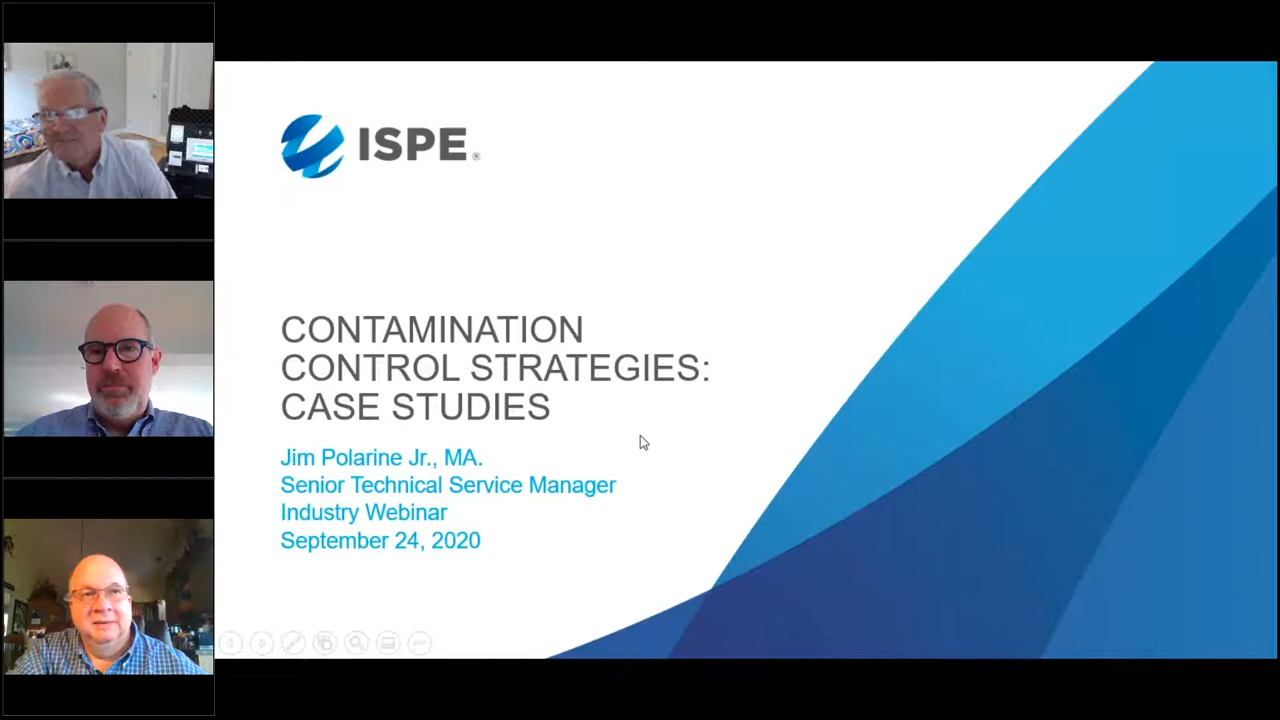 ISPE®
CONTAMINATION
CONTROL STRATEGIES:
CASE STUDIES
Jim Polarine Jr., MA.
Senior Technical Service Manager
Industry Webinar
September 24, 2020